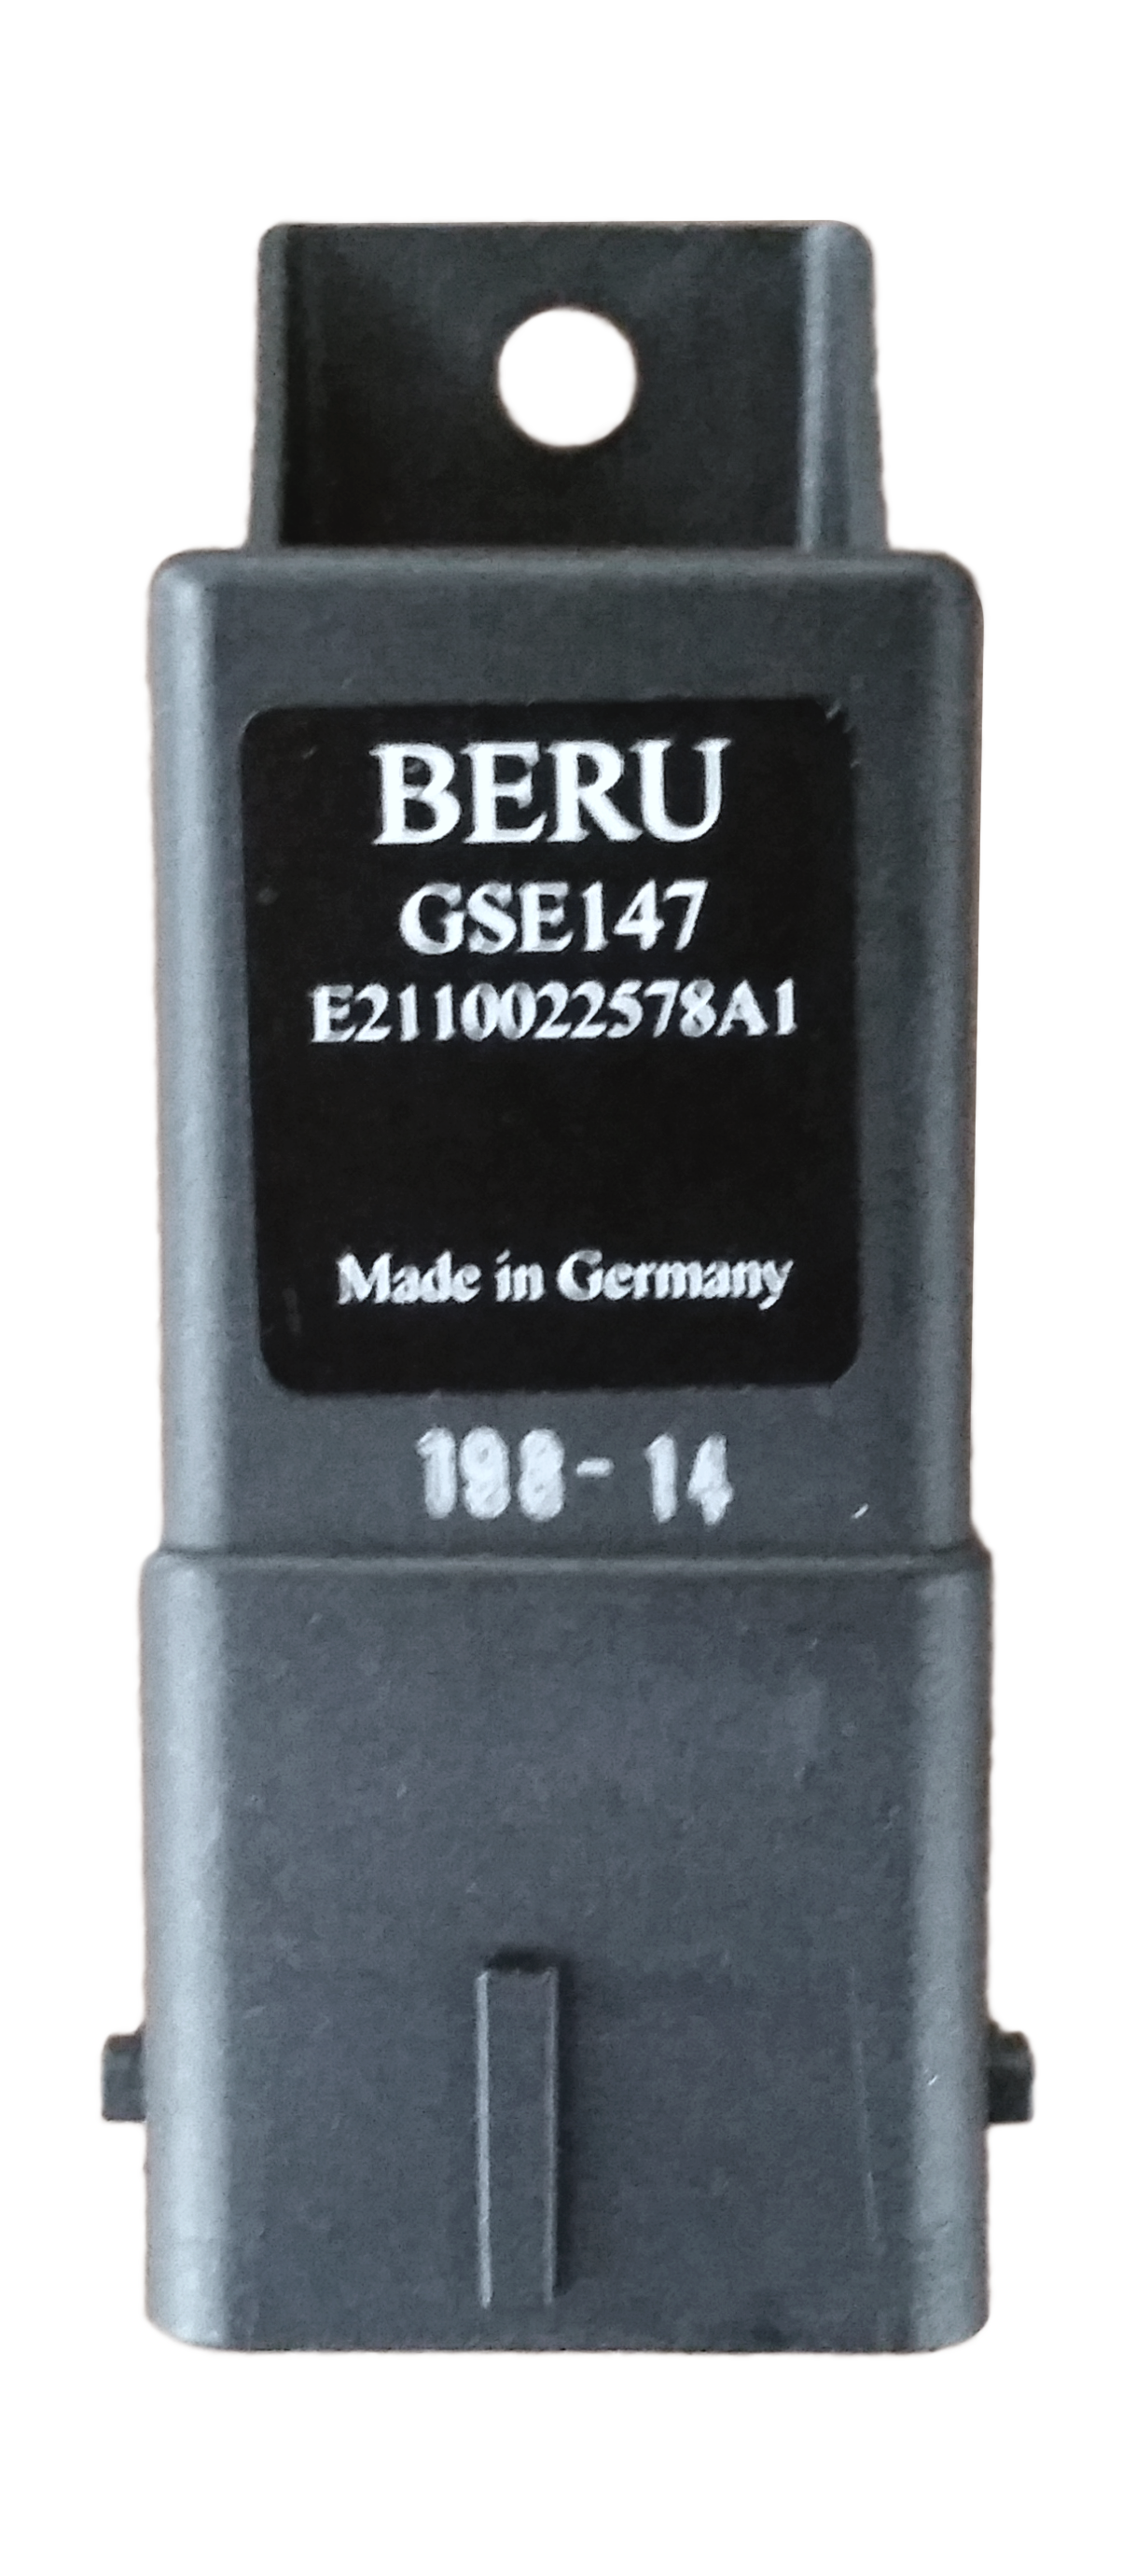 BERU
GSE147
E2110022578A1
Made in Germany
198- 14